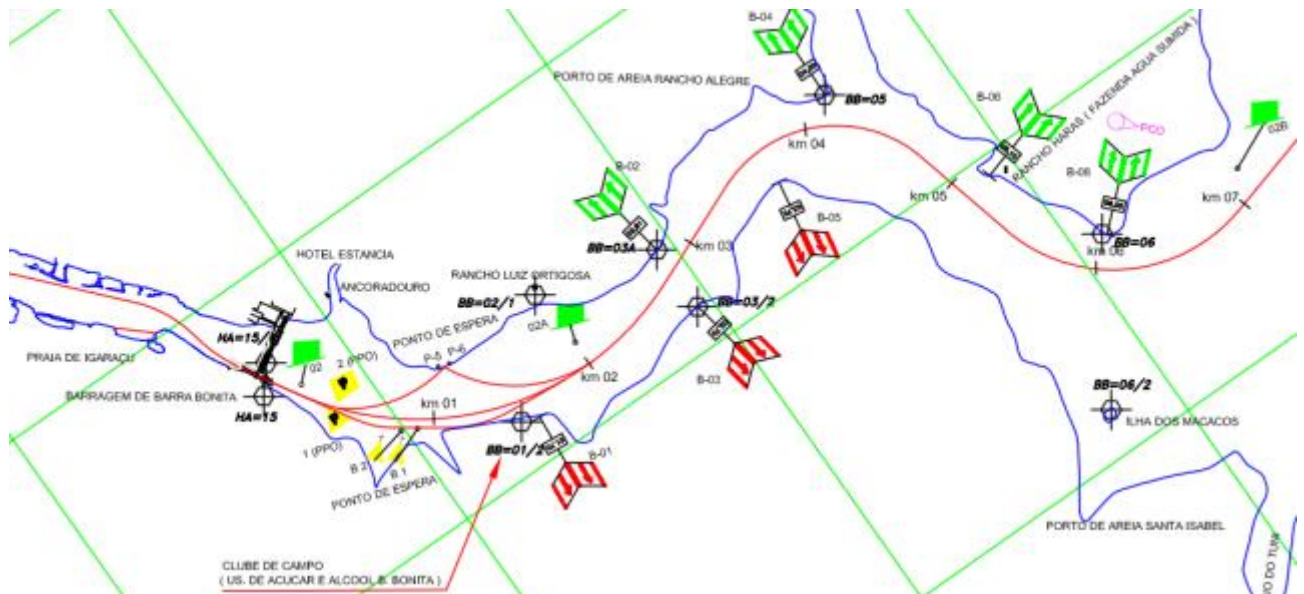 B-04
PORTO DE AREIA RANCHO ALEGRE
BB=05
B-06
RANCHO HARAS ( FAZENDA AGUA SUMIDA )
PCD
02B
km 04
B-02
B-08
km 05
km 07
BB=03A
km 03
B-05
BB=06
km 06
HOTEL ESTANCIA
ANCORADOURO
RANCHO LUIZ ORTIGOSA
BB=02/1
BB=03/2
PONTO DE ESPERA
02A
HA=15/
02
2 (PPO)
P-5
P-6
PRAIA DE IGARAÇU
km 02
B-03
BB=06/2
BARRAGEM DE BARRA BONITA
HA=15
km 01
ILHA DOS MACACOS
1 (PPO)
B 2
B 1
BB=01/2
B-01
PONTO DE ESPERA
PORTO DE AREIA SANTA ISABEL
CLUBE DE CAMPO
( US. DE ACUCAR E ALCOOL B. BONITA )